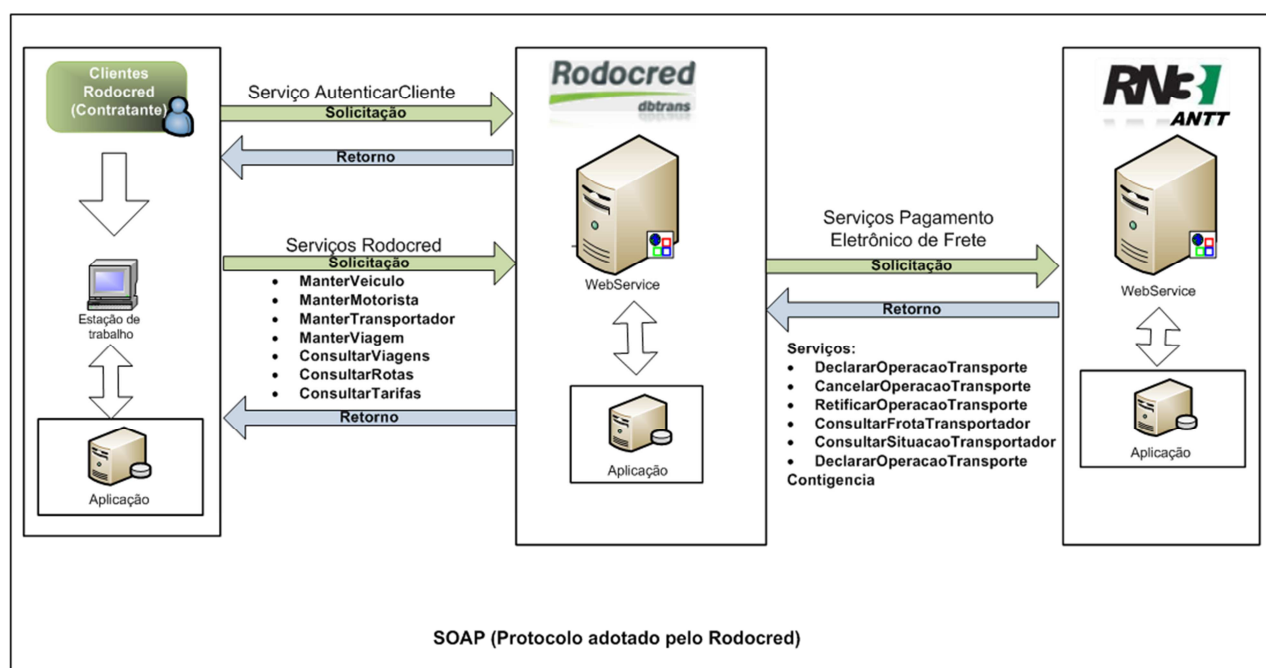 Clientes
Rodocred
(Contratante)
Estação de
trabalho
Aplicação
Serviço AutenticarCliente
Solicitação
Retorno
Serviços Rodocred
Solicitação
• ManterVeiculo
• ManterMotorista
• ManterTransportador
• ManterViagem
• ConsultarViagens
• ConsultarRotas
• ConsultarTarifas
Retorno
Rodocred
dbtrans
WebService
Aplicação
Serviços Pagamento
Eletrônico de Frete
Solicitação
Retorno
Serviços:
• DeclararOperacaoTransporte
• CancelarOperacaoTransporte
• RetificarOperacaoTransporte
• ConsultarFrotaTransportador
• ConsultarSituacaoTransportador
• DeclararOperacaoTransporte
Contigencia
ANTT
WebService
Aplicação
SOAP (Protocolo adotado pelo Rodocred)